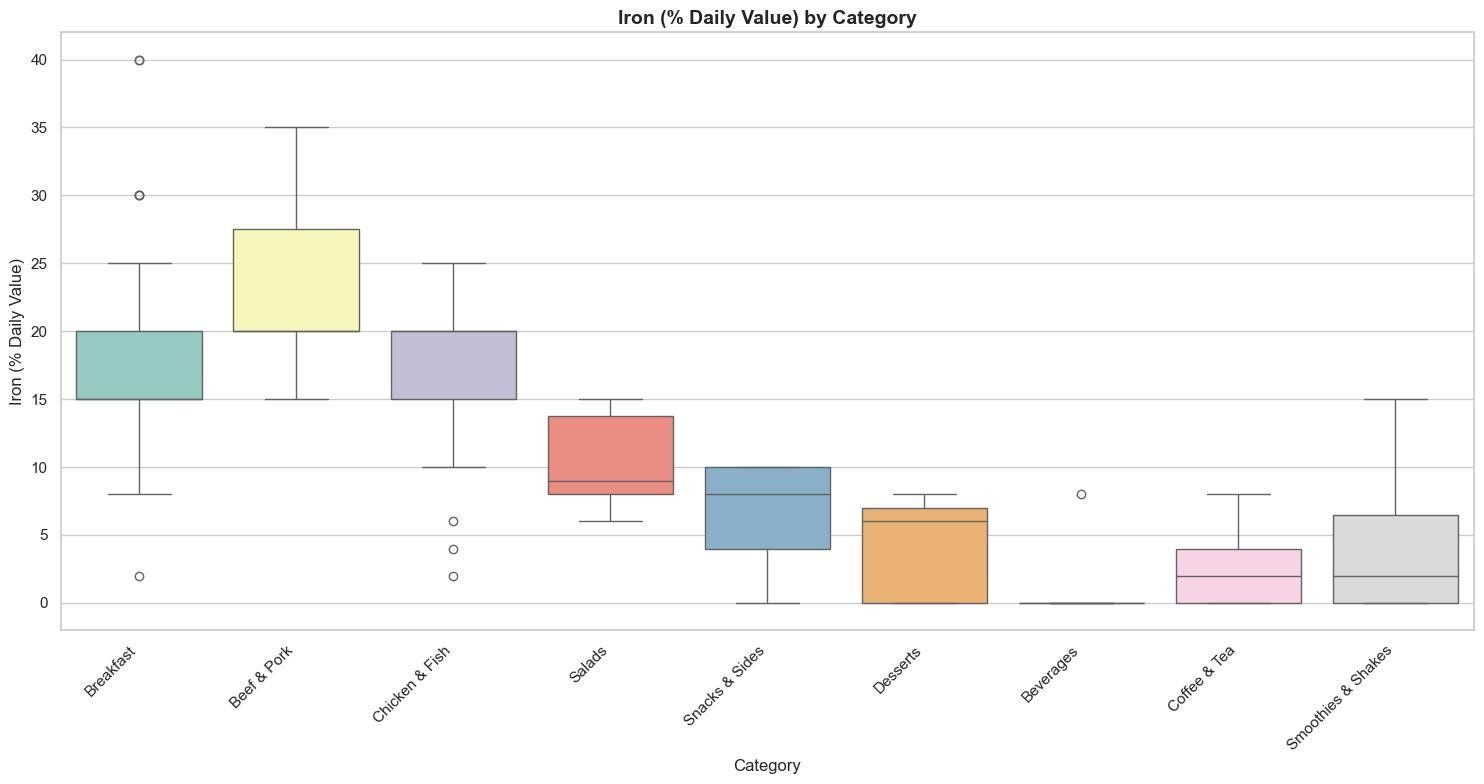 Iron (% Daily Value) by Category
Iron (% Daily Value)
40
35
30
25
20
15
10
5
0
Breakfast
Beef & Pork
Chicken & Fish
Salads
Snacks & Sides
Desserts
Beverages
Coffee & Tea
Smoothies & Shakes
Category